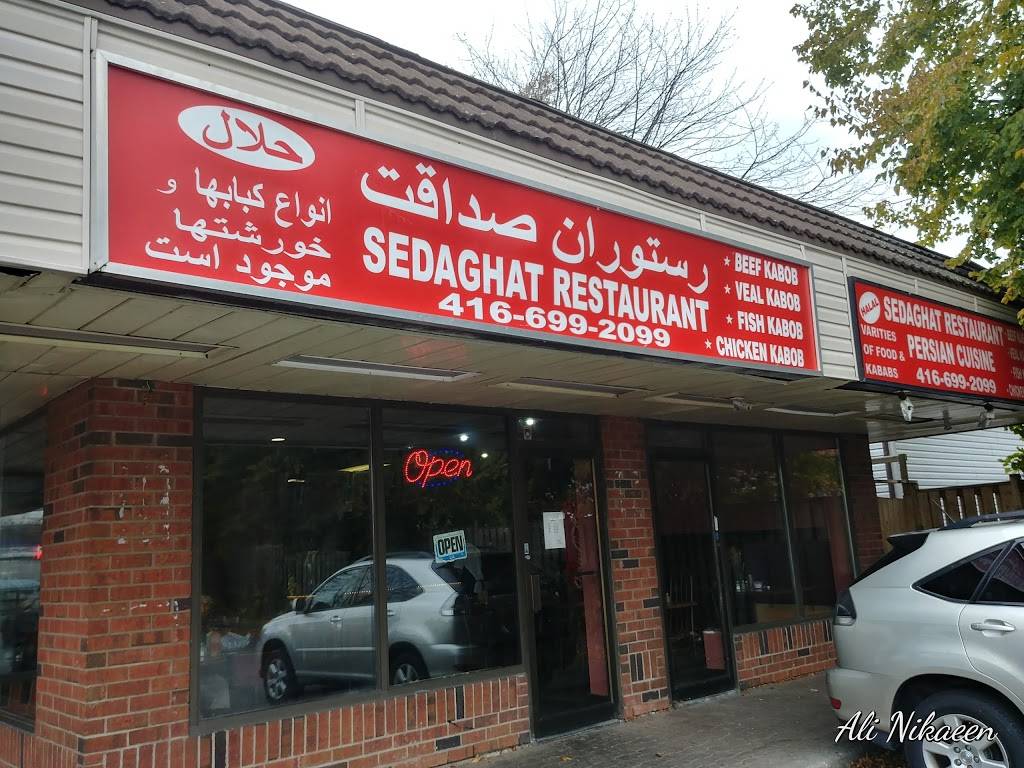 حلال
انواع کبابها و
خورشتها
موجود است
رستوران صداقت
SEDAGHAT RESTAURANT
416-699-2099
★ BEEF KABOB
★ VEAL KABOB
★ FISH KABOB
★ CHICKEN KABOB
HALAL
VARITIES
OF FOOD &
KABABS
SEDAGHAT RESTAURANT
PERSIAN CUISINE
416-699-2099
Open
OPEN
Ali Nikaeen